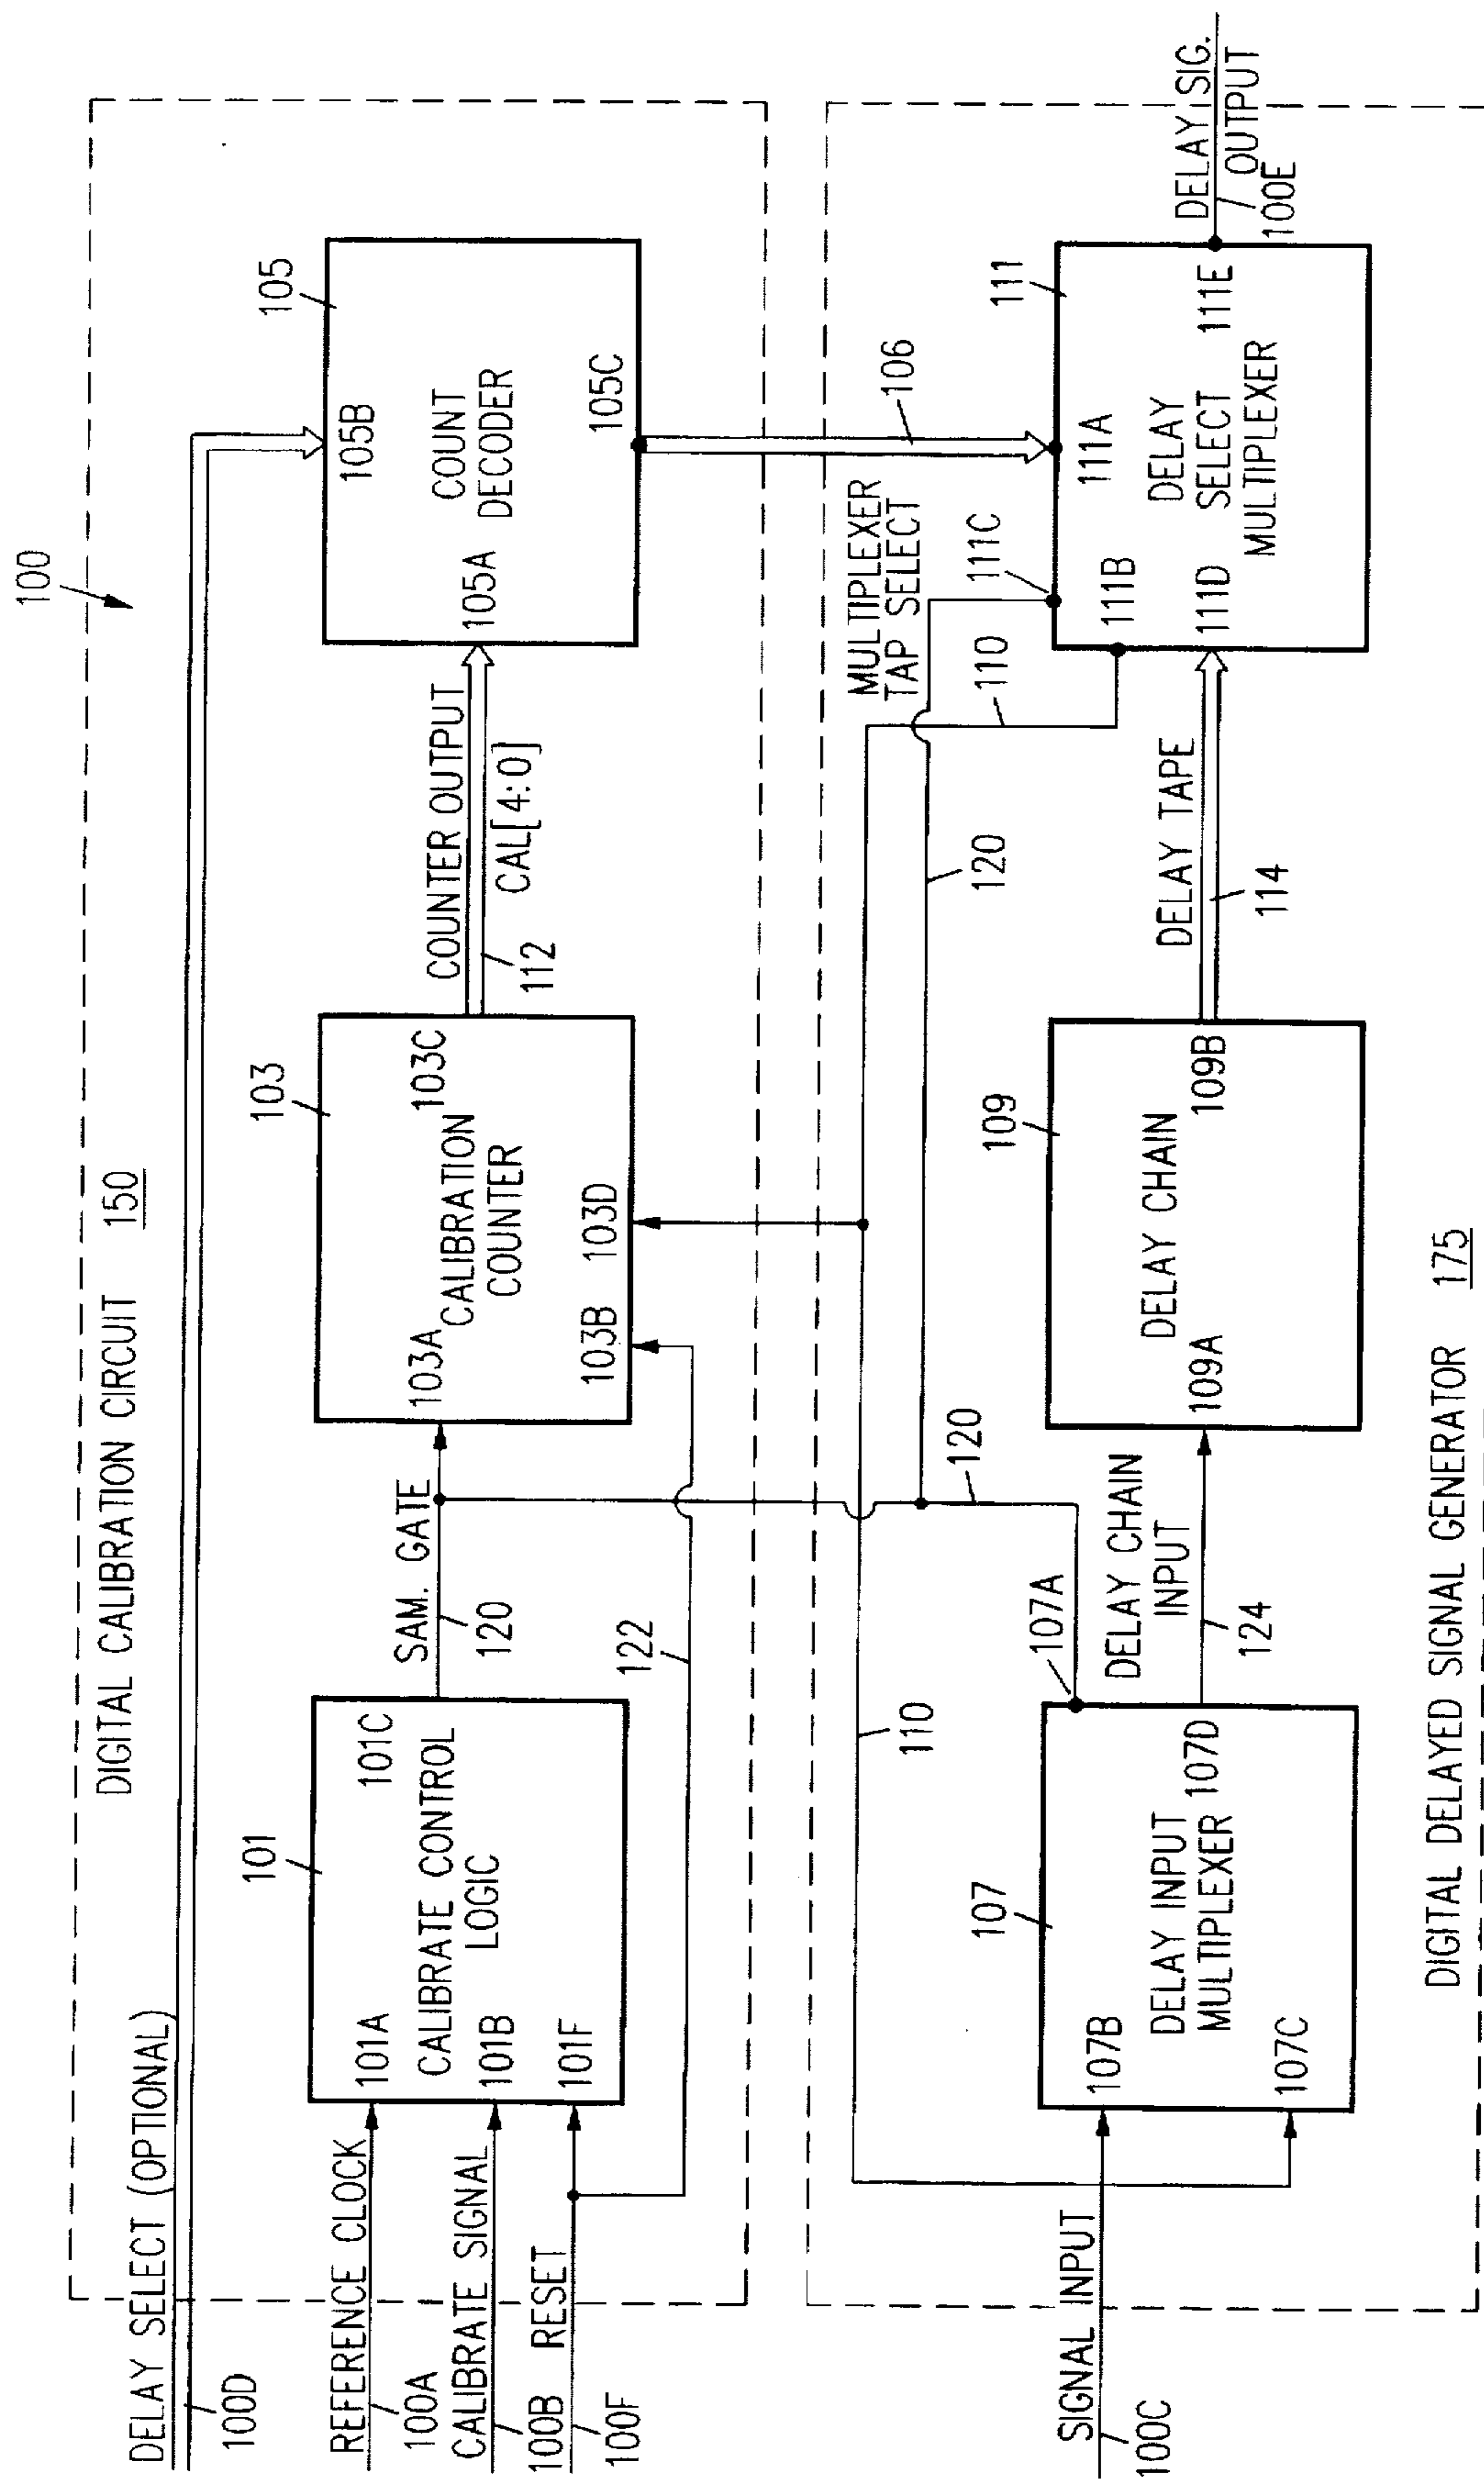 100
DELAY SELECT (OPTIONAL)
100D
DIGITAL CALIBRATION CIRCUIT 150
REFERENCE CLOCK
100A
CALIBRATE SIGNAL
100B
RESET
100F
101
101A
101C
CALIBRATE CONTROL
LOGIC
101B
101F
SAM. GATE
120
122
103
103A
103C
CALIBRATION
COUNTER
103B
103D
COUNTER OUTPUT
112
CAL[4:0]
105
105B
COUNT
DECODER
105A
105C
106
MULTIPLEXER
TAP SELECT
111C
110
120
120
110
SIGNAL INPUT
100C
107
107A
107B
DELAY INPUT
MULTIPLEXER
107D
107C
DELAY CHAIN
INPUT
124
109
DELAY CHAIN
109A
109B
DELAY TAPE
114
111
111A
111B
DELAY
SELECT
MULTIPLEXER
111D
111E
DELAY SIG.
OUTPUT
100E
DIGITAL DELAYED SIGNAL GENERATOR 175